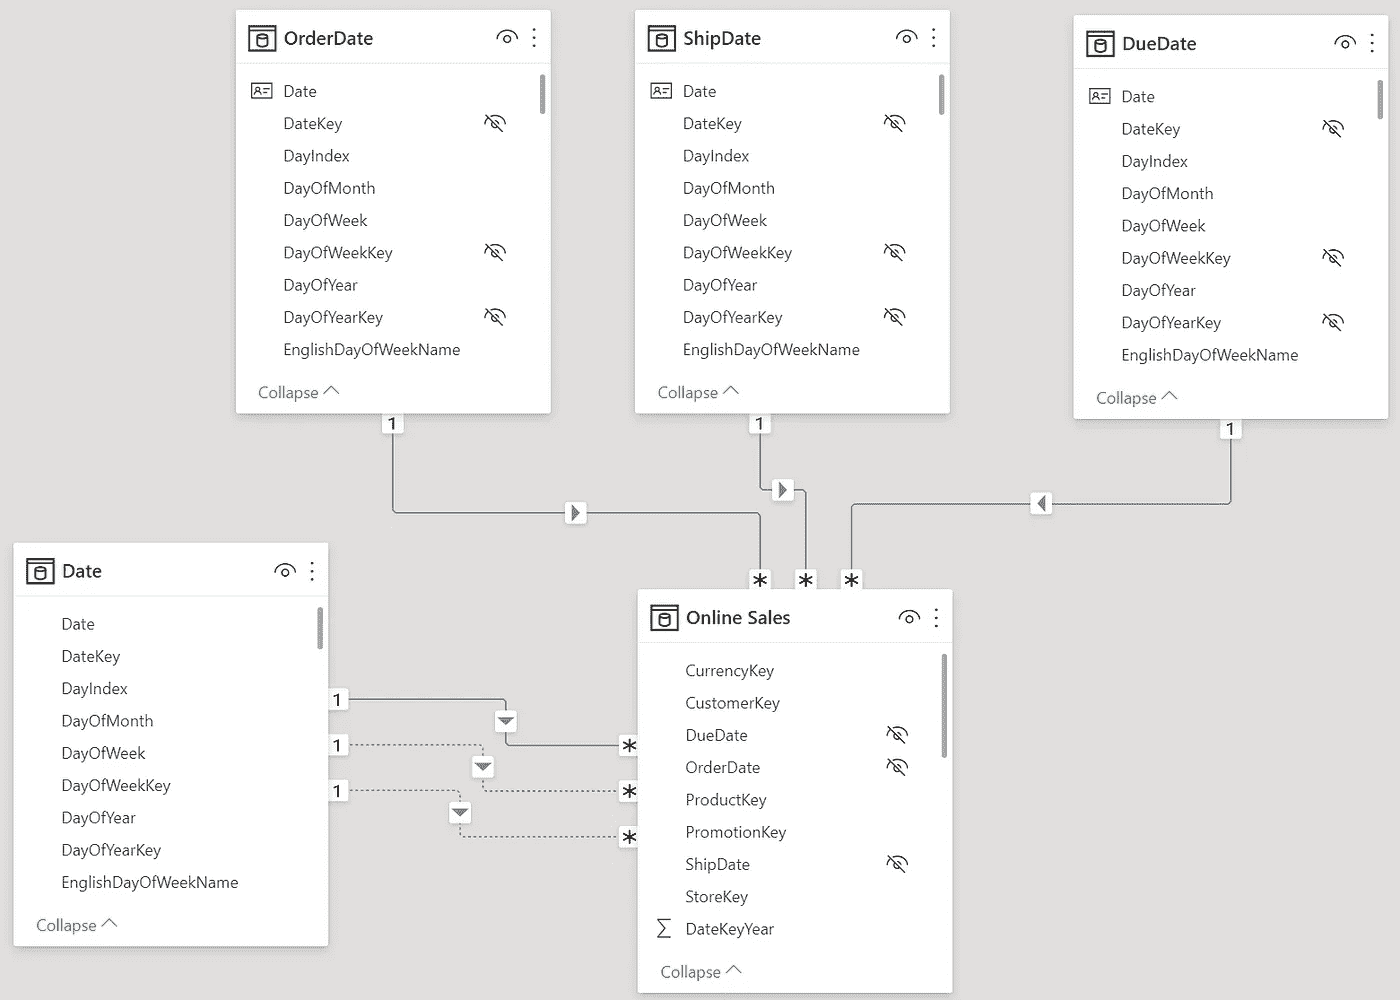 OrderDate
Date
DateKey
DayIndex
DayOfMonth
DayOfWeek
DayOfWeekKey
DayOfYear
DayOfYearKey
EnglishDayOfWeekName
Collapse
1
ShipDate
Date
DateKey
DayIndex
DayOfMonth
DayOfWeek
DayOfWeekKey
DayOfYear
DayOfYearKey
EnglishDayOfWeekName
Collapse
1
DueDate
Date
DateKey
DayIndex
DayOfMonth
DayOfWeek
DayOfWeekKey
DayOfYear
DayOfYearKey
EnglishDayOfWeekName
Collapse
1
* * *
Date
Date
DateKey
DayIndex
DayOfMonth
DayOfWeek
DayOfWeekKey
DayOfYear
DayOfYearKey
EnglishDayOfWeekName
Collapse
1
1
1
*
*
*
Online Sales
CurrencyKey
CustomerKey
DueDate
OrderDate
ProductKey
PromotionKey
ShipDate
StoreKey
∑ DateKeyYear
Collapse